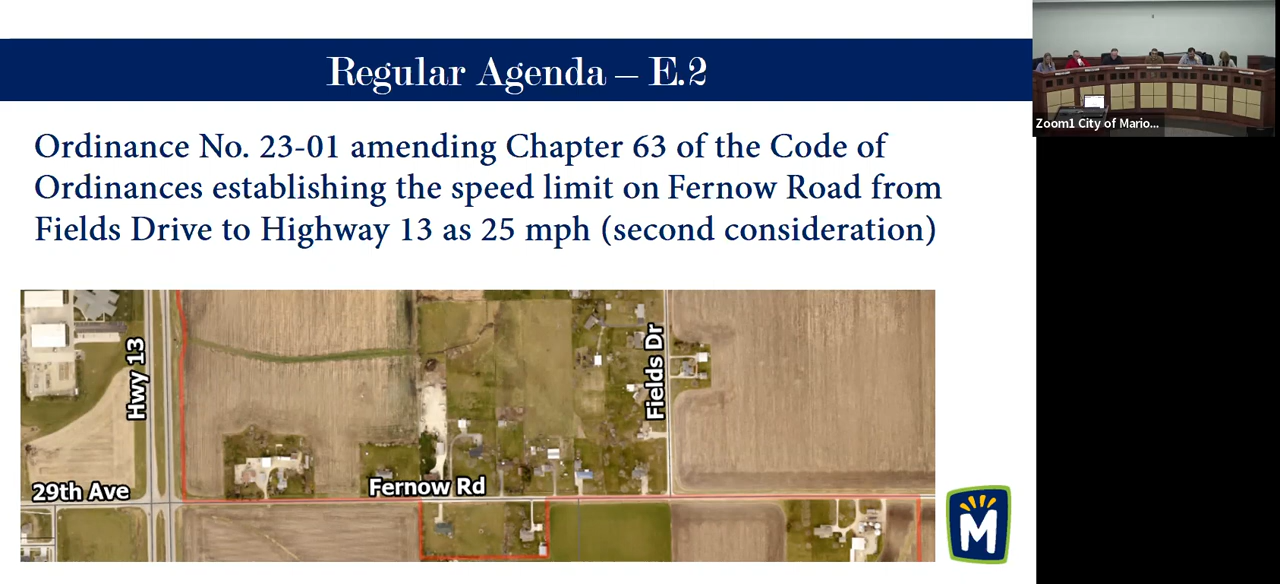 Regular Agenda – E.2
Zoom1 City of Mario...
Ordinance No. 23-01 amending Chapter 63 of the Code of
Ordinances establishing the speed limit on Fernow Road from
Fields Drive to Highway 13 as 25 mph (second consideration)
Hwy 13
Fields Dr
29th Ave
Fernow Rd
M